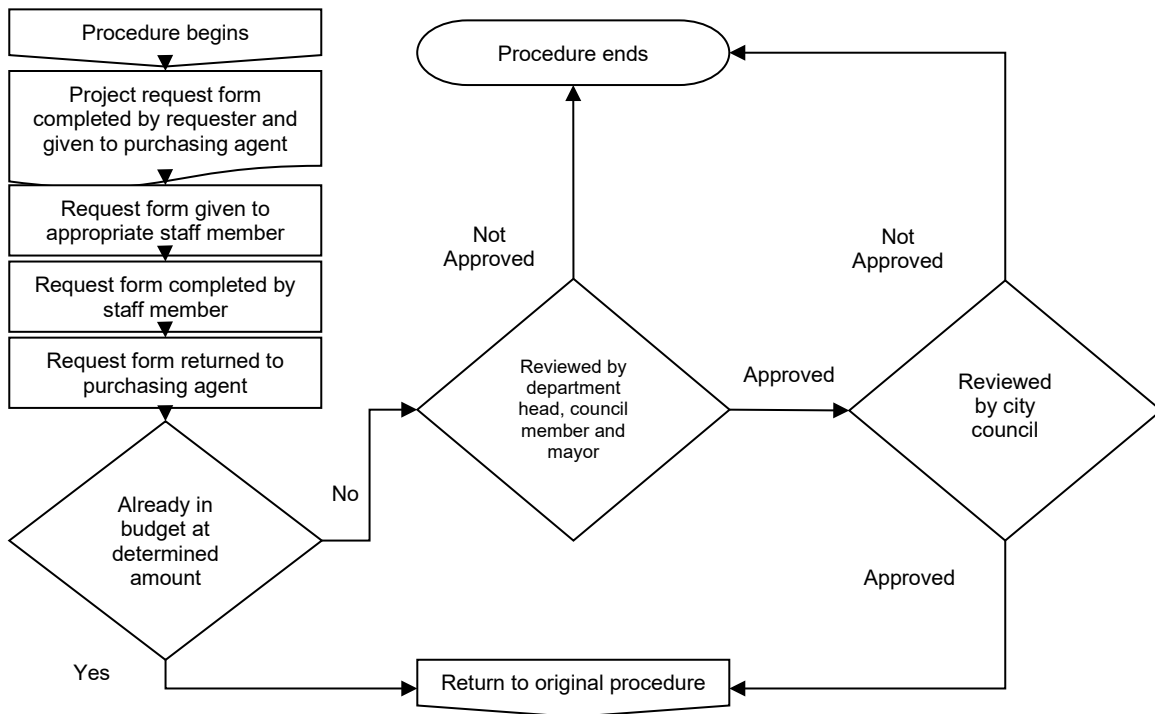 Procedure begins
Project request form
completed by requester and
given to purchasing agent
Request form given to
appropriate staff member
Request form completed by
staff member
Request form returned to
purchasing agent
Already in
budget at
determined
amount
No
Yes
Procedure ends
Not
Approved
Reviewed by
department
head, council
member and
mayor
Approved
Not
Approved
Reviewed
by city
council
Approved
Return to original procedure